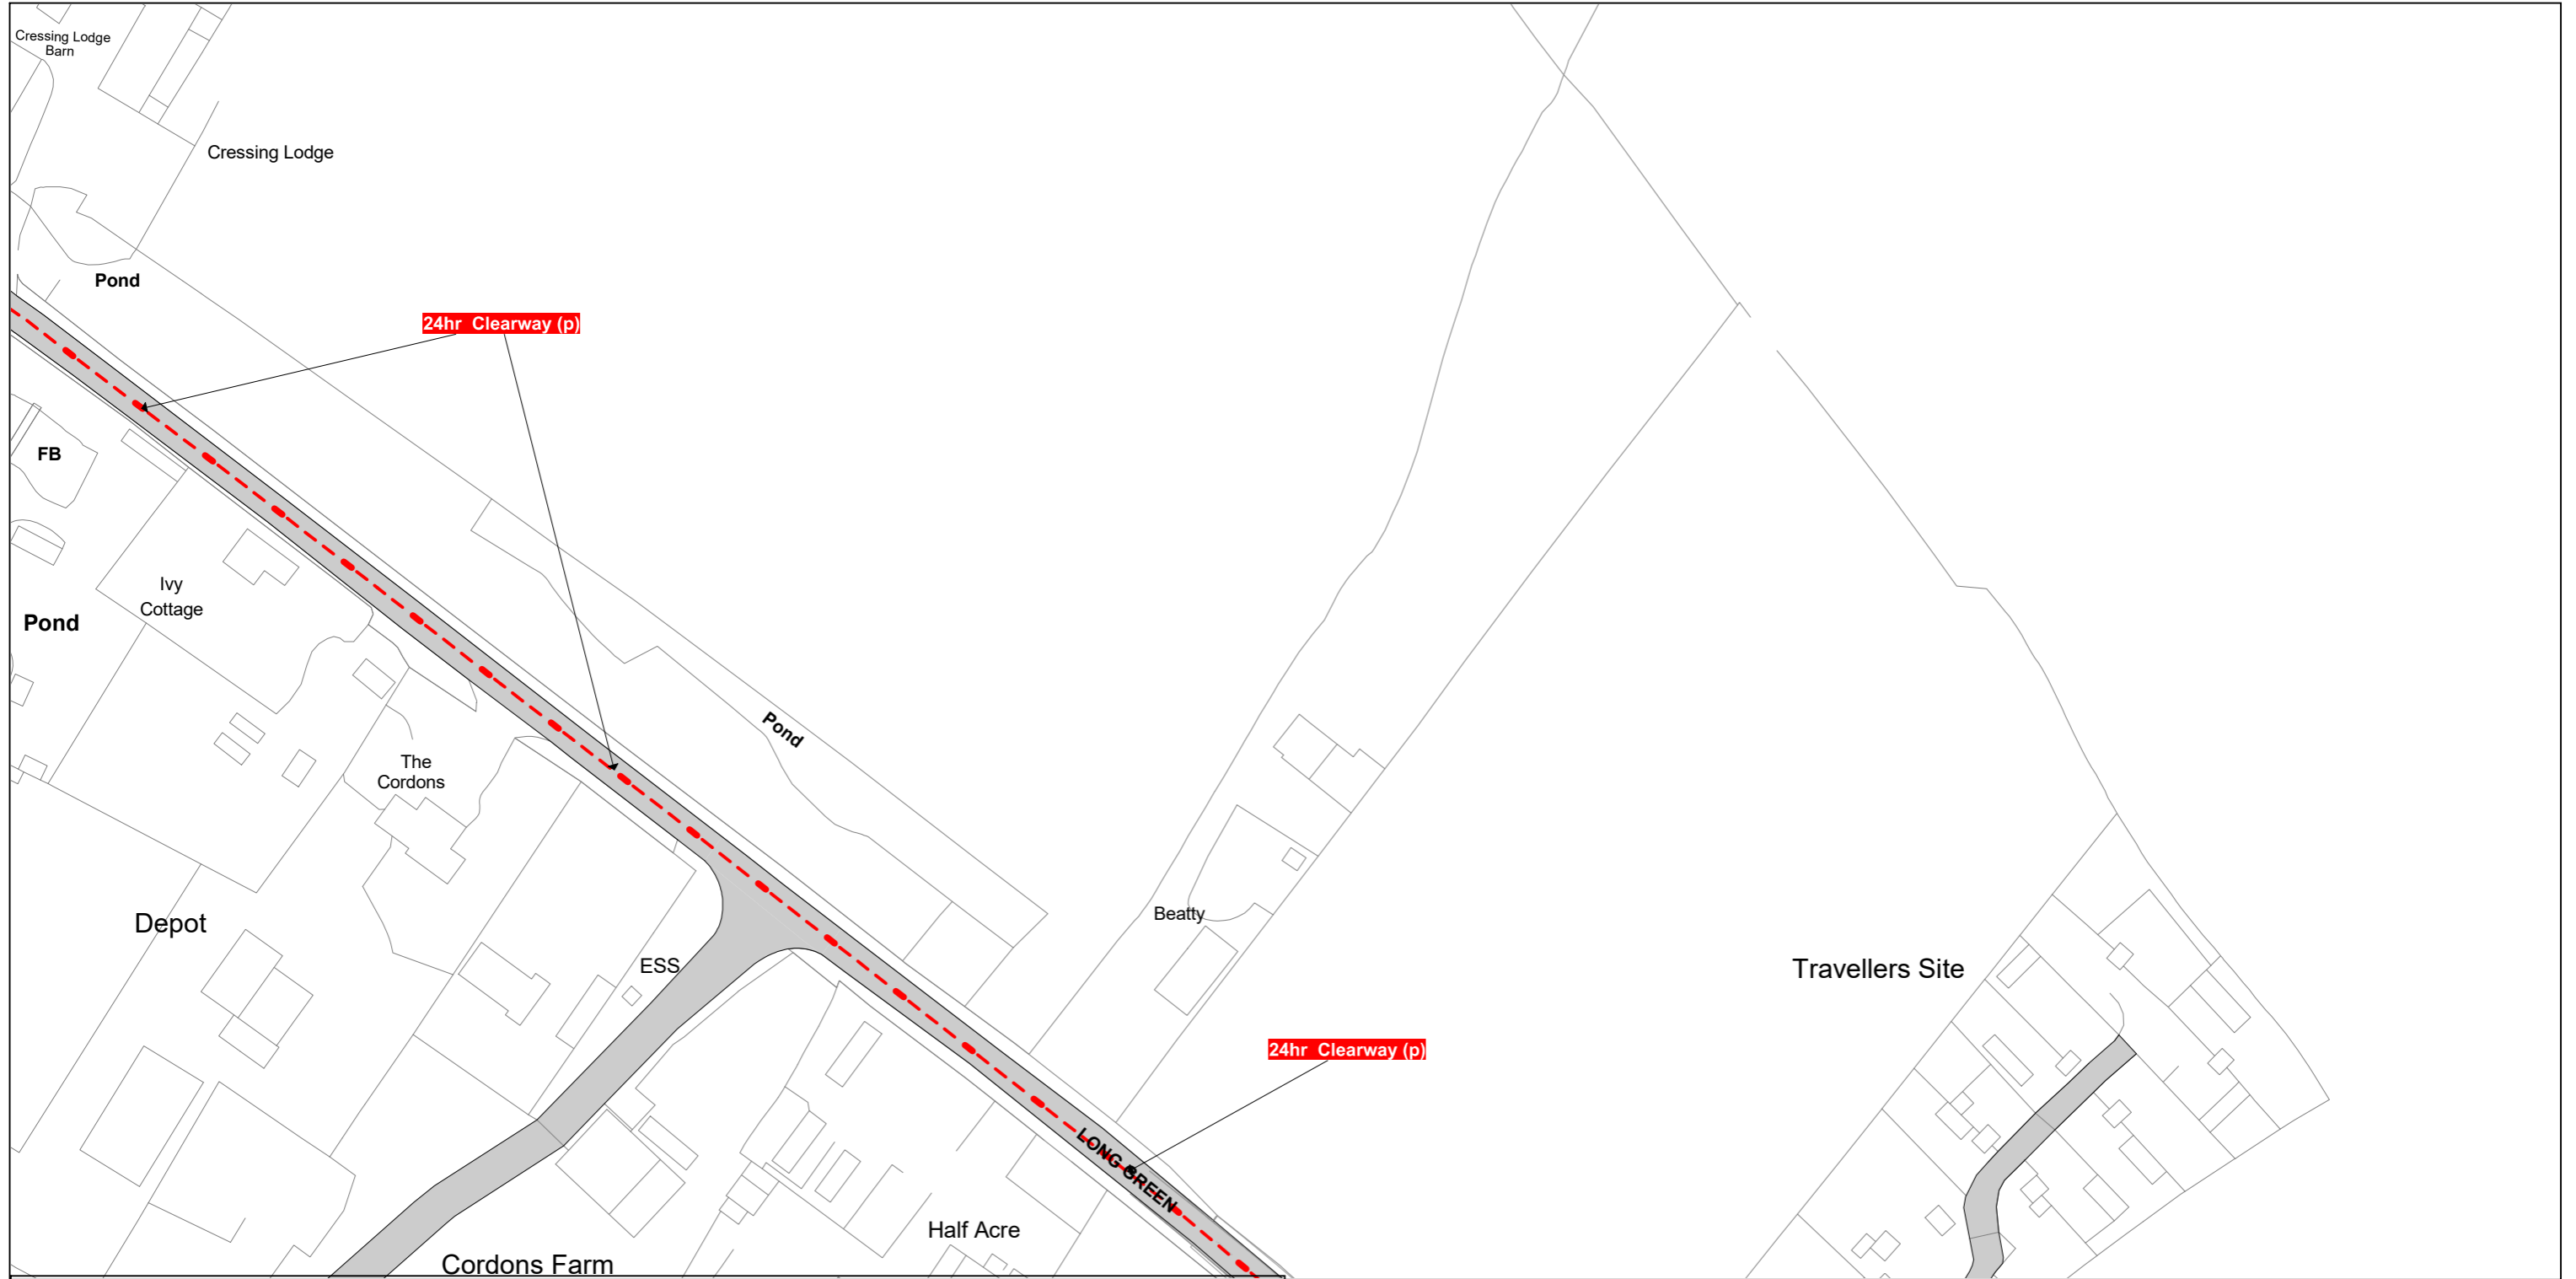 Cressing Lodge
Barn
Cressing Lodge
Pond
24hr Clearway (p)
FB
Ivy
Cottage
Pond
Pond
The
Cordons
Depot
ESS
Beatty
Travellers Site
24hr Clearway (p)
LONG GREEN
Half Acre
Cordons Farm